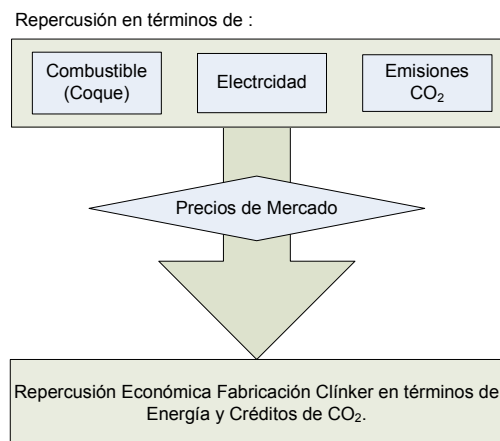 Repercusión en términos de :
Combustible
(Coque)
Electrcidad
Emisiones
CO₂
Precios de Mercado
Repercusión Económica Fabricación Clínker en términos de
Energía y Créditos de CO₂.